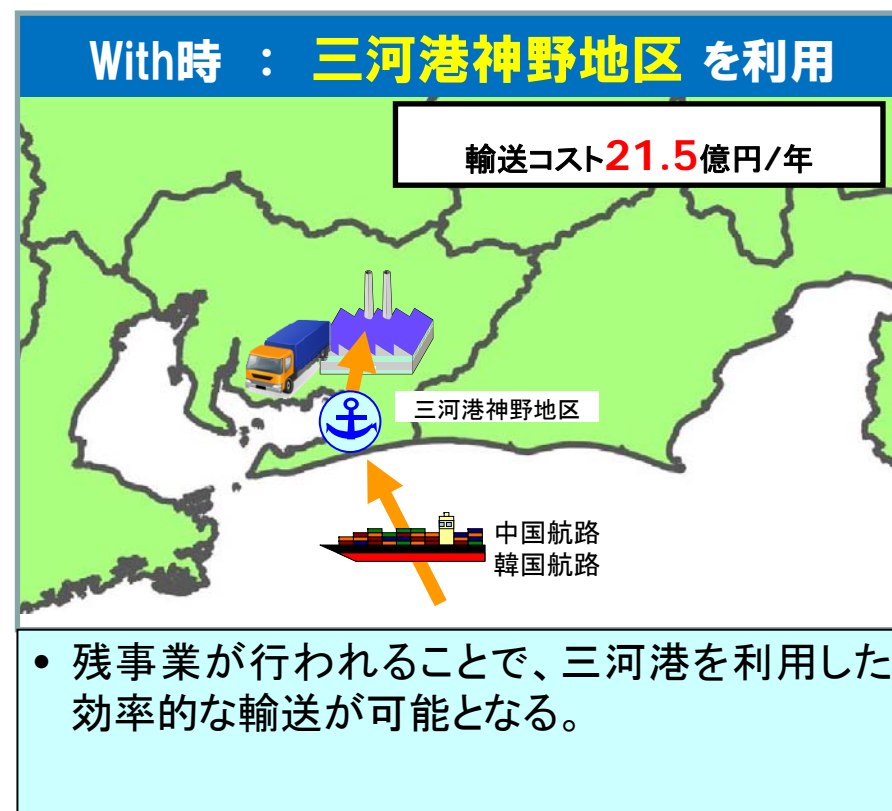 With時 : 三河港神野地区 を利用
輸送コスト21.5億円/年
三河港神野地区
中国航路
韓国航路
• 残事業が行われることで、三河港を利用した
効率的な輸送が可能となる。